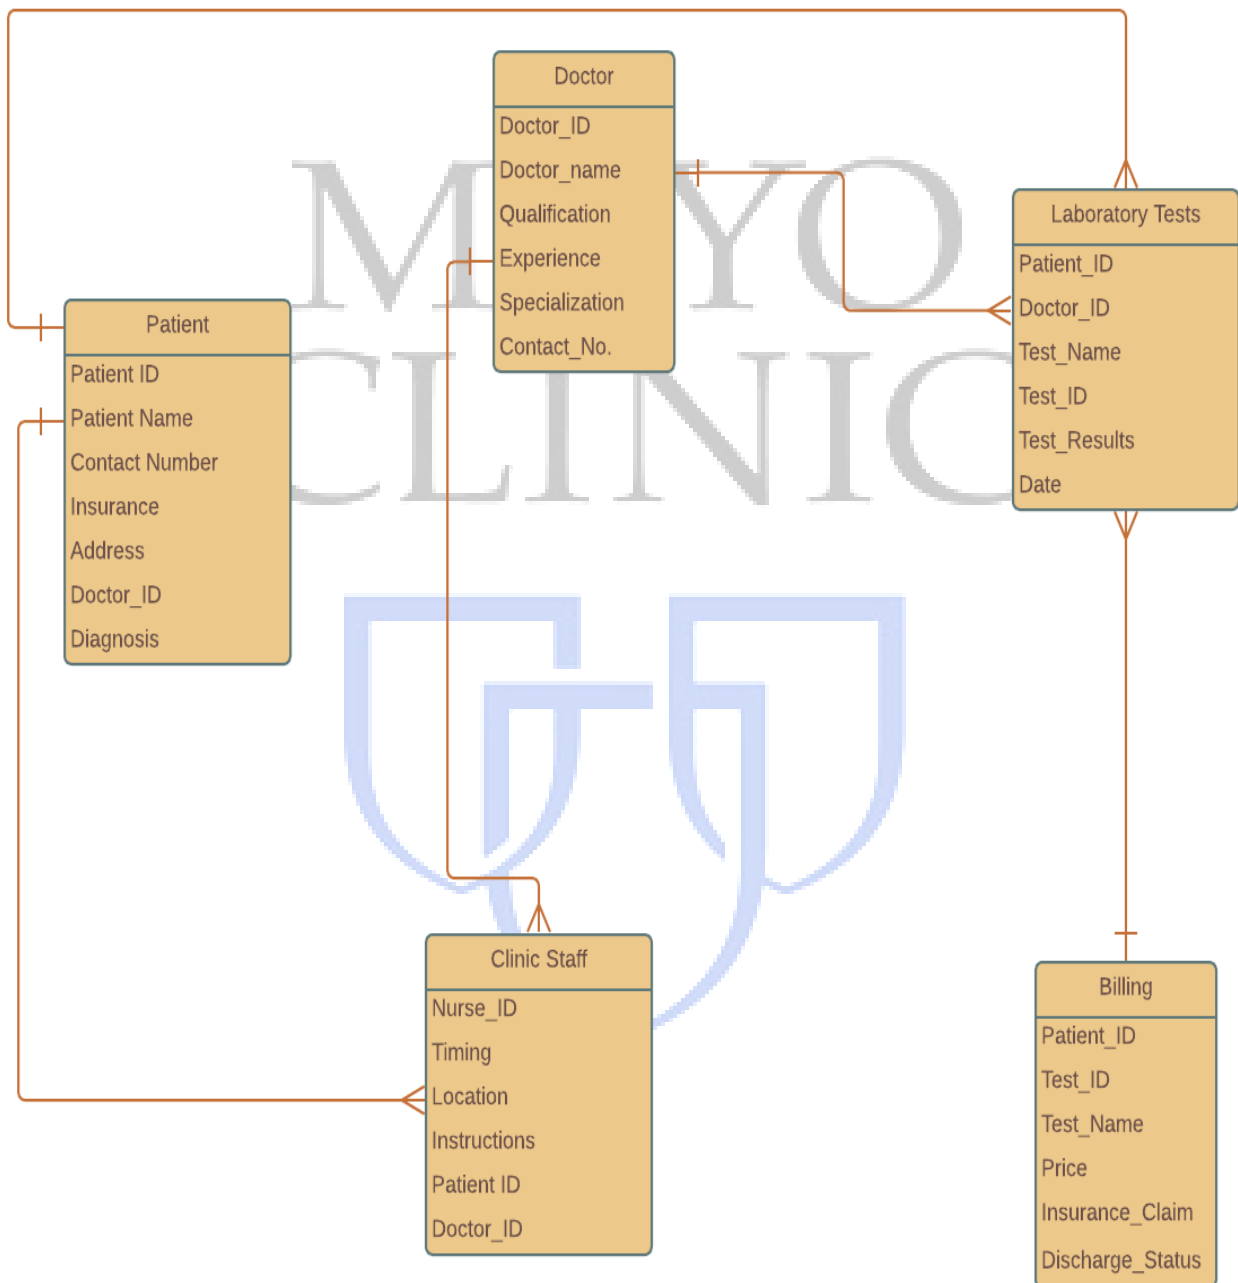 MAYO
CLINIC
Doctor
Doctor_ID
Doctor_name
Qualification
Experience
Specialization
Contact_No.
Laboratory Tests
Patient_ID
Doctor_ID
Test_Name
Test_ID
Test_Results
Date
Patient
Patient ID
Patient Name
Contact Number
Insurance
Address
Doctor_ID
Diagnosis
Clinic Staff
Nurse_ID
Timing
Location
Instructions
Patient ID
Doctor_ID
Billing
Patient_ID
Test_ID
Test_Name
Price
Insurance_Claim
Discharge_Status